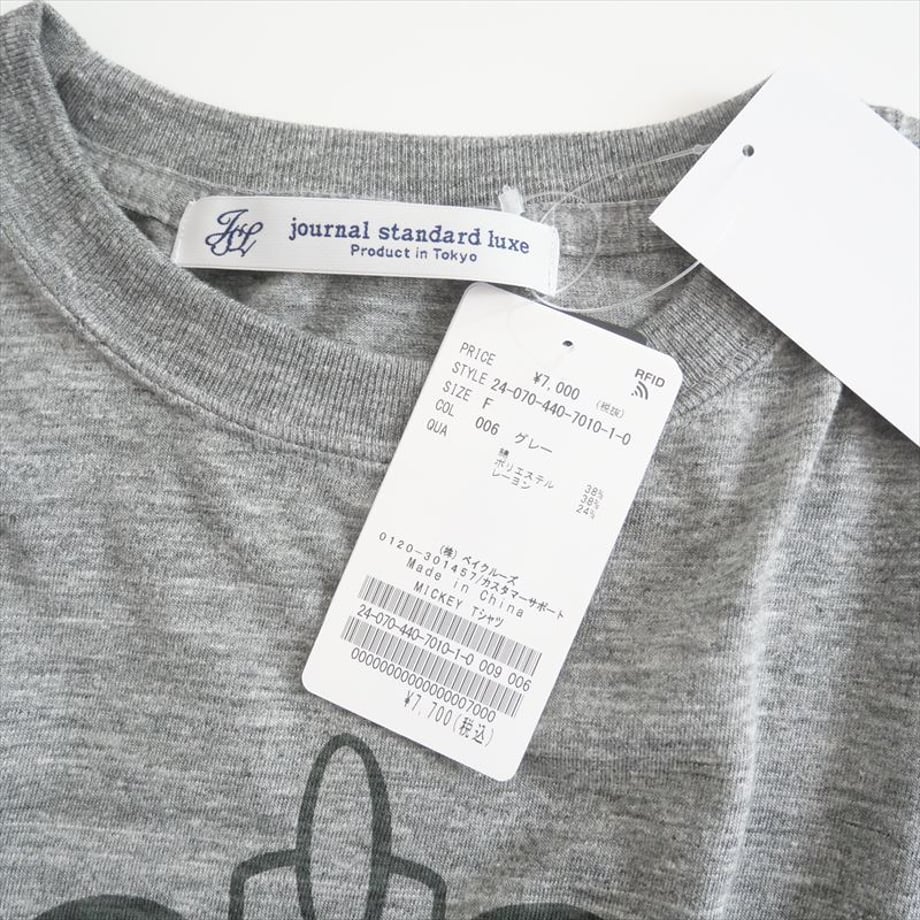 journal standard luxe
Product in Tokyo
PRICE ¥7,000 (税抜)
RFID
STYLE 24-070-440-7010-1-0
SIZE F
COL 006 グレー
QUA
綿 38%
ポリエステル 38%
レーヨン 24%
(株) ベイクルーズ
0120-301457/カスタマーサポート
Made in China
MICKEY Tシャツ
24-070-440-7010-1-0 009 006
0000000000000007000
¥7,700(税込)